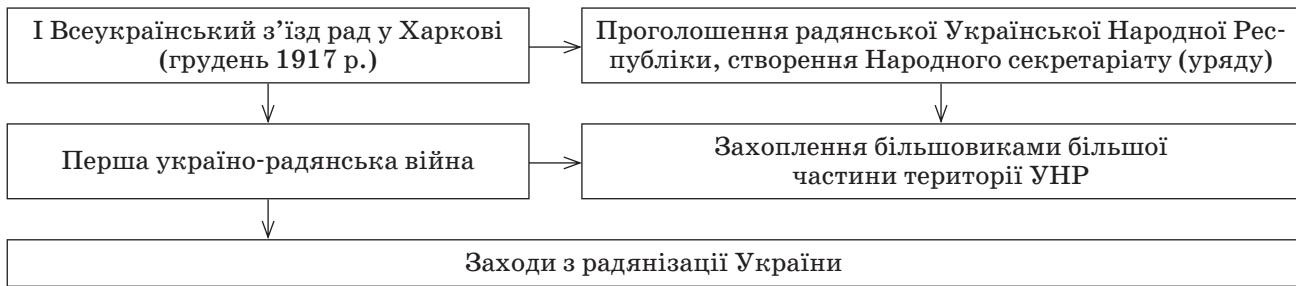 І Всеукраїнський з’їзд рад у Харкові
(грудень 1917 р.)
Проголошення радянської Української Народної Рес-
публіки, створення Народного секретаріату (уряду)
Перша україно-радянська війна
Захоплення більшовиками більшої
частини території УНР
Заходи з радянізації України